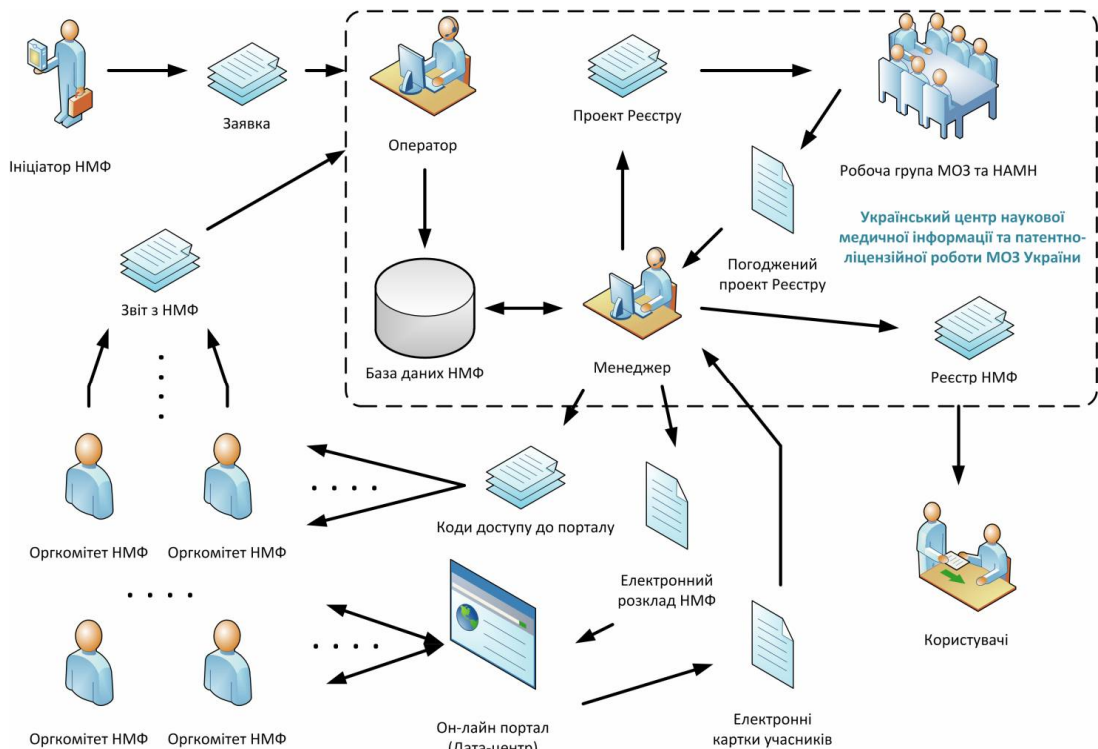 Ініціатор НМФ
Заявка
Оператор
Проект Реєстру
Робоча група МОЗ та НАМН
Український центр наукової
медичної інформації та патентно-
ліцензійної роботи МОЗ України
Погоджений
проект Реєстру
Звіт з НМФ
База даних НМФ
Менеджер
Реєстр НМФ
Коди доступу до порталу
Оргкомітет НМФ
Оргкомітет НМФ
Електронний
розклад НМФ
Користувачі
Оргкомітет НМФ
Оргкомітет НМФ
Он-лайн портал
(Дата-центр)
Електронні
картки учасників